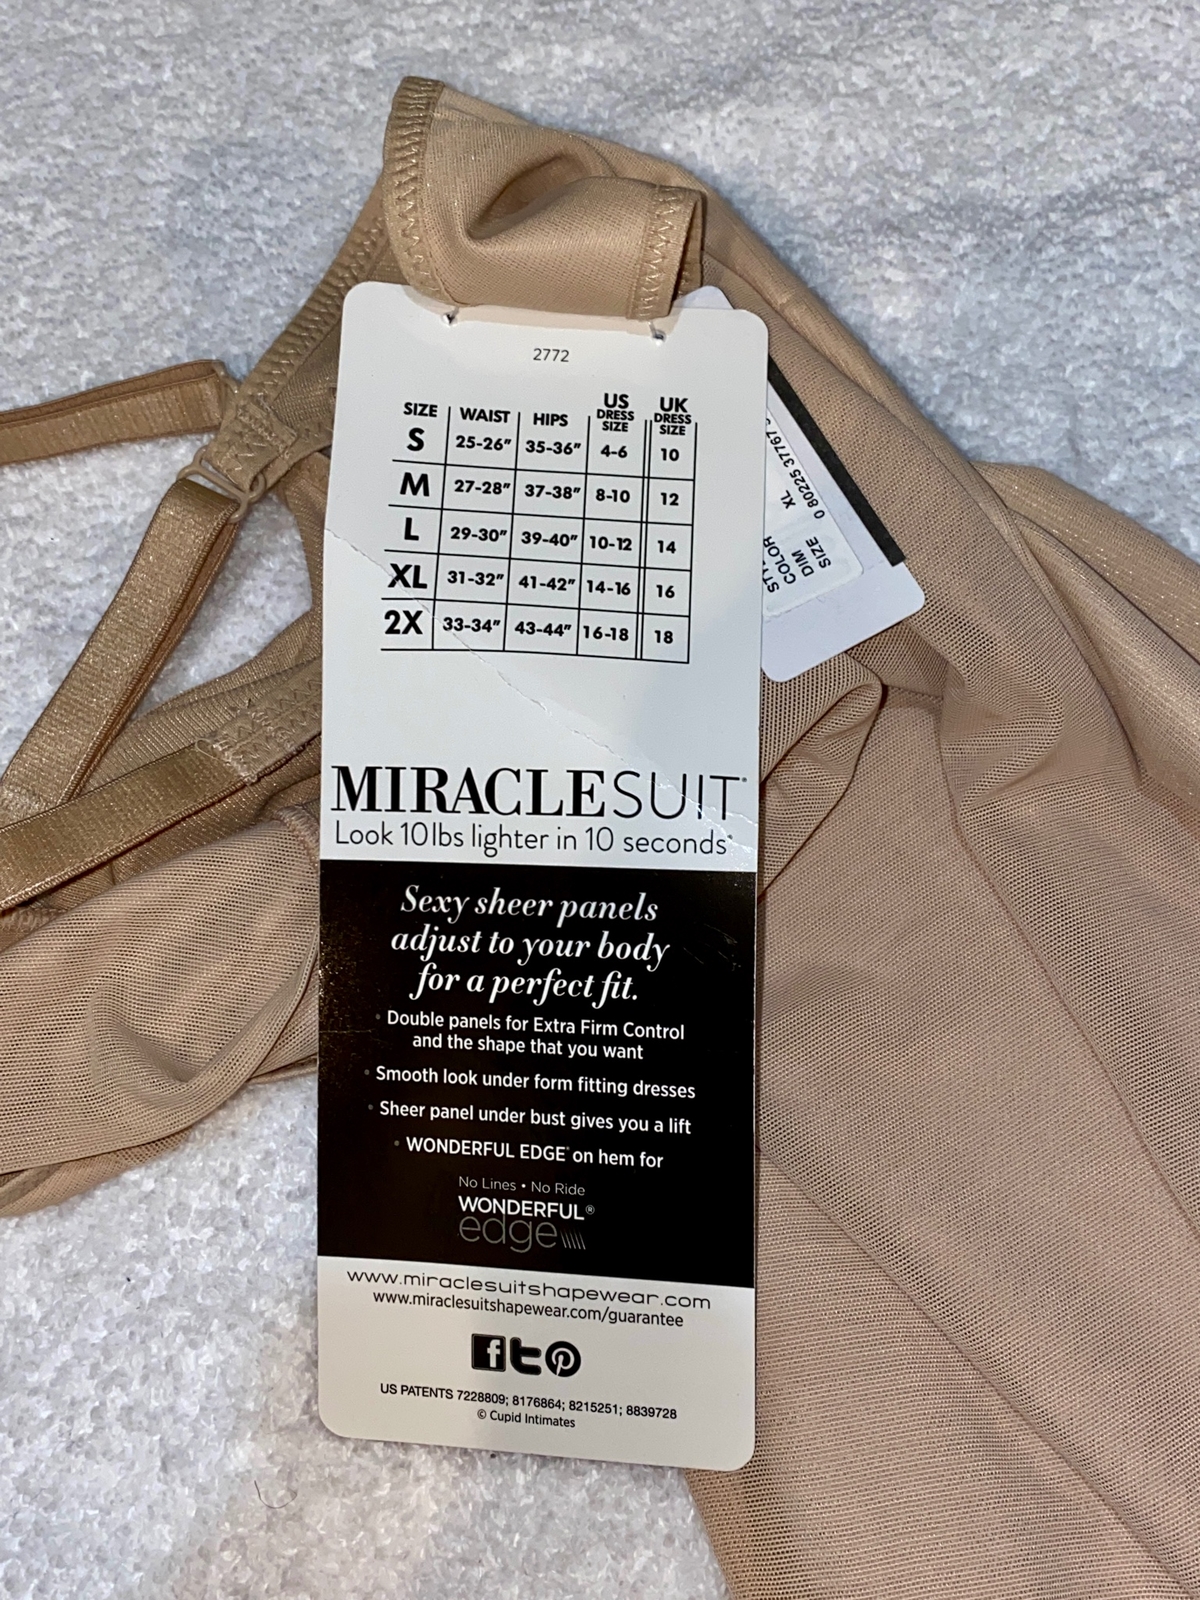 2772
SIZE WAIST HIPS US DRESS SIZE UK DRESS SIZE
S 25-26" 35-36" 4-6 10
M 27-28" 37-38" 8-10 12
L 29-30" 39-40" 10-12 14
XL 31-32" 41-42" 14-16 16
2X 33-34" 43-44" 16-18 18
MIRACLESUIT®
Look 10lbs lighter in 10 seconds®
Sexy sheer panels
adjust to your body
for a perfect fit.
• Double panels for Extra Firm Control
and the shape that you want
• Smooth look under form fitting dresses
• Sheer panel under bust gives you a lift
• WONDERFUL EDGE® on hem for
No Lines • No Ride
WONDERFUL®
edge
www.miraclesuitshapewear.com
www.miraclesuitshapewear.com/guarantee
f t p
US PATENTS 7228809; 8176864; 8215251; 8839728
© Cupid Intimates
COLOR
DIM
SIZE XL
0 80225 37767